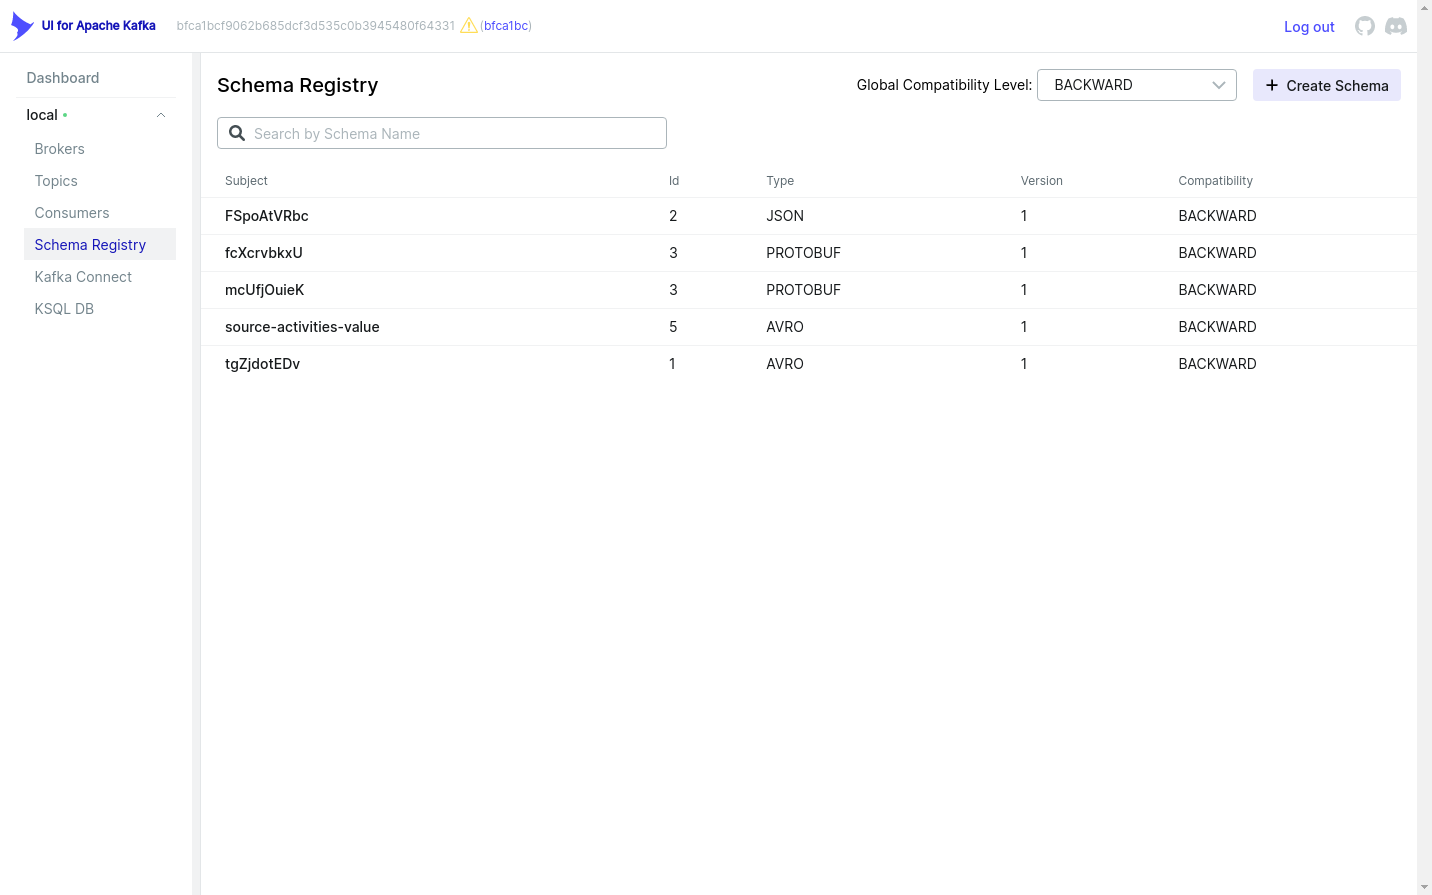 UI for Apache Kafka bfca1bcf9062b685dcf3d535c0b3945480f64331 (bfca1bc) Log out
Dashboard
local
Brokers
Topics
Consumers
Schema Registry
Kafka Connect
KSQL DB
Schema Registry Global Compatibility Level: BACKWARD Create Schema
Search by Schema Name
Subject Id Type Version Compatibility
FSpoAtVRbc 2 JSON 1 BACKWARD
fcXcrvbkxU 3 PROTOBUF 1 BACKWARD
mcUfjOuieK 3 PROTOBUF 1 BACKWARD
source-activities-value 5 AVRO 1 BACKWARD
tgZjdotEDv 1 AVRO 1 BACKWARD